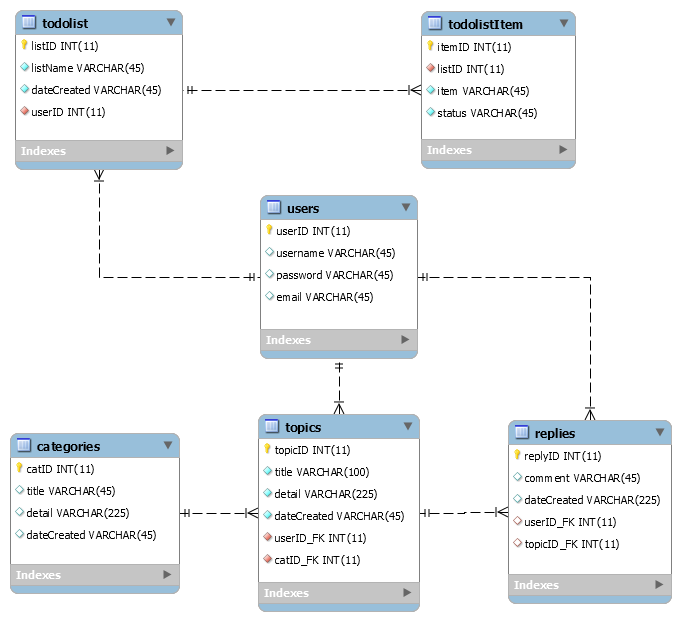 todolist
listID INT(11)
listName VARCHAR(45)
dateCreated VARCHAR(45)
userID INT(11)
Indexes
todolistItem
itemID INT(11)
listID INT(11)
item VARCHAR(45)
status VARCHAR(45)
Indexes
users
userID INT(11)
username VARCHAR(45)
password VARCHAR(45)
email VARCHAR(45)
Indexes
categories
catID INT(11)
title VARCHAR(45)
detail VARCHAR(225)
dateCreated VARCHAR(45)
Indexes
topics
topicID INT(11)
title VARCHAR(100)
detail VARCHAR(225)
dateCreated VARCHAR(45)
userID_FK INT(11)
catID_FK INT(11)
Indexes
replies
replyID INT(11)
comment VARCHAR(45)
dateCreated VARCHAR(225)
userID_FK INT(11)
topicID_FK INT(11)
Indexes